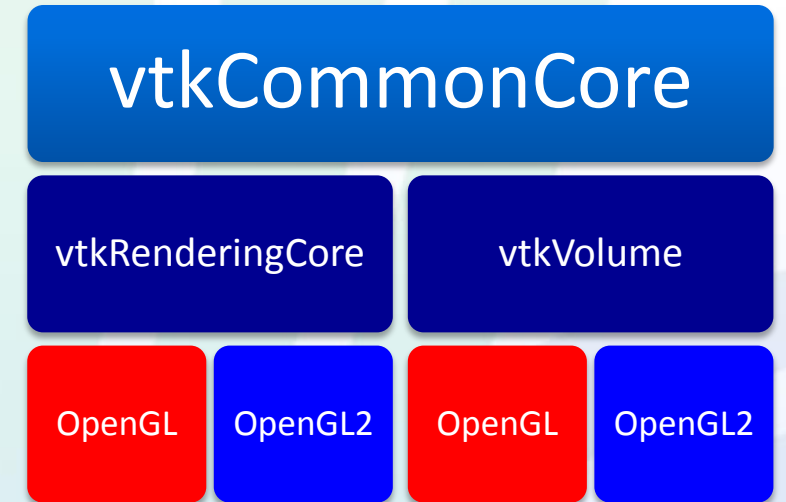 vtkCommonCore
vtkRenderingCore
vtkVolume
OpenGL
OpenGL2
OpenGL
OpenGL2